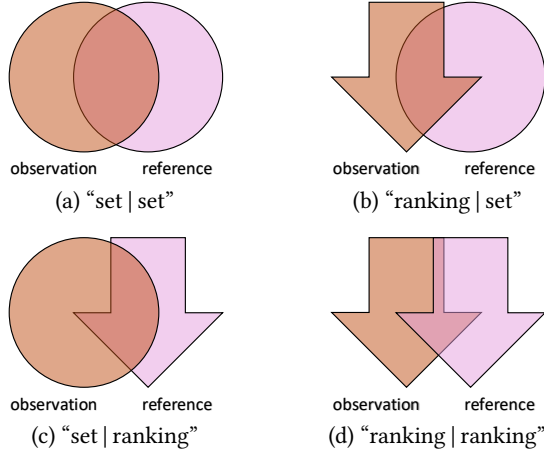 observation reference
(a) “set | set”
observation reference
(b) “ranking | set”
observation reference
(c) “set | ranking”
observation reference
(d) “ranking | ranking”